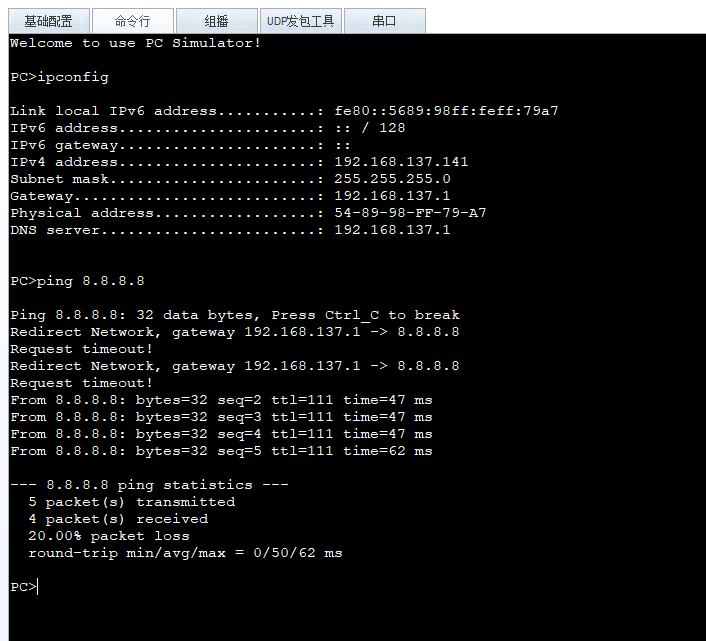 基础配置 命令行 组播 UDP发包工具 串口
Welcome to use PC Simulator!
PC>ipconfig
Link local IPv6 address...........: fe80::5689:98ff:feff:79a7
IPv6 address......................: :: / 128
IPv6 gateway......................: ::
IPv4 address......................: 192.168.137.141
Subnet mask.......................: 255.255.255.0
Gateway...........................: 192.168.137.1
Physical address..................: 54-89-98-FF-79-A7
DNS server........................: 192.168.137.1
PC>ping 8.8.8.8
Ping 8.8.8.8: 32 data bytes, Press Ctrl_C to break
Redirect Network, gateway 192.168.137.1 -> 8.8.8.8
Request timeout!
Redirect Network, gateway 192.168.137.1 -> 8.8.8.8
Request timeout!
From 8.8.8.8: bytes=32 seq=2 ttl=111 time=47 ms
From 8.8.8.8: bytes=32 seq=3 ttl=111 time=47 ms
From 8.8.8.8: bytes=32 seq=4 ttl=111 time=47 ms
From 8.8.8.8: bytes=32 seq=5 ttl=111 time=62 ms
--- 8.8.8.8 ping statistics ---
5 packet(s) transmitted
4 packet(s) received
20.00% packet loss
round-trip min/avg/max = 0/50/62 ms
PC>